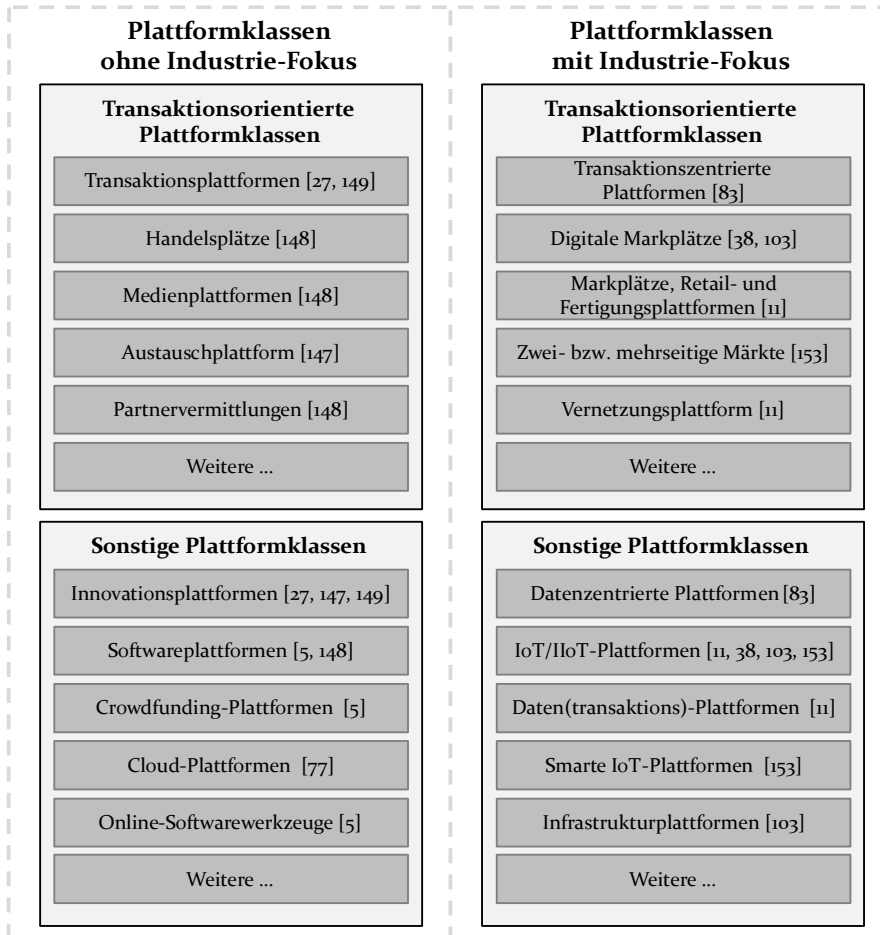 Plattformklassen
ohne Industrie-Fokus
Transaktionsorientierte
Plattformklassen
Transaktionsplattformen [27, 149]
Handelsplätze [148]
Medienplattformen [148]
Austauschplattform [147]
Partnervermittlungen [148]
Weitere ...
Sonstige Plattformklassen
Innovationsplattformen [27, 147, 149]
Softwareplattformen [5, 148]
Crowdfunding-Plattformen [5]
Cloud-Plattformen [77]
Online-Softwarewerkzeuge [5]
Weitere ...
Plattformklassen
mit Industrie-Fokus
Transaktionsorientierte
Plattformklassen
Transaktionszentrierte
Plattformen [83]
Digitale Markplätze [38, 103]
Markplätze, Retail- und
Fertigungsplattformen [11]
Zwei- bzw. mehrseitige Märkte [153]
Vernetzungsplattform [11]
Weitere ...
Sonstige Plattformklassen
Datenzentrierte Plattformen [83]
IoT/IIoT-Plattformen [11, 38, 103, 153]
Daten(transaktions)-Plattformen [11]
Smarte IoT-Plattformen [153]
Infrastrukturplattformen [103]
Weitere ...